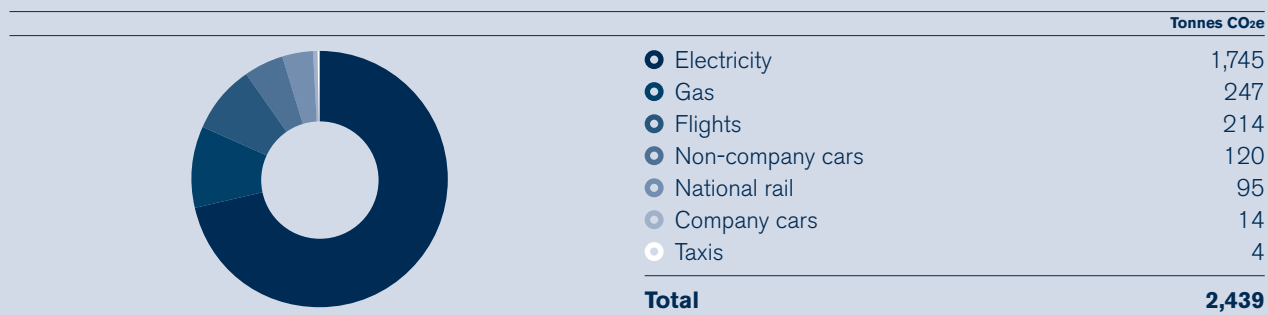 Tonnes CO2e
Electricity 1,745
Gas 247
Flights 214
Non-company cars 120
National rail 95
Company cars 14
Taxis 4
Total 2,439